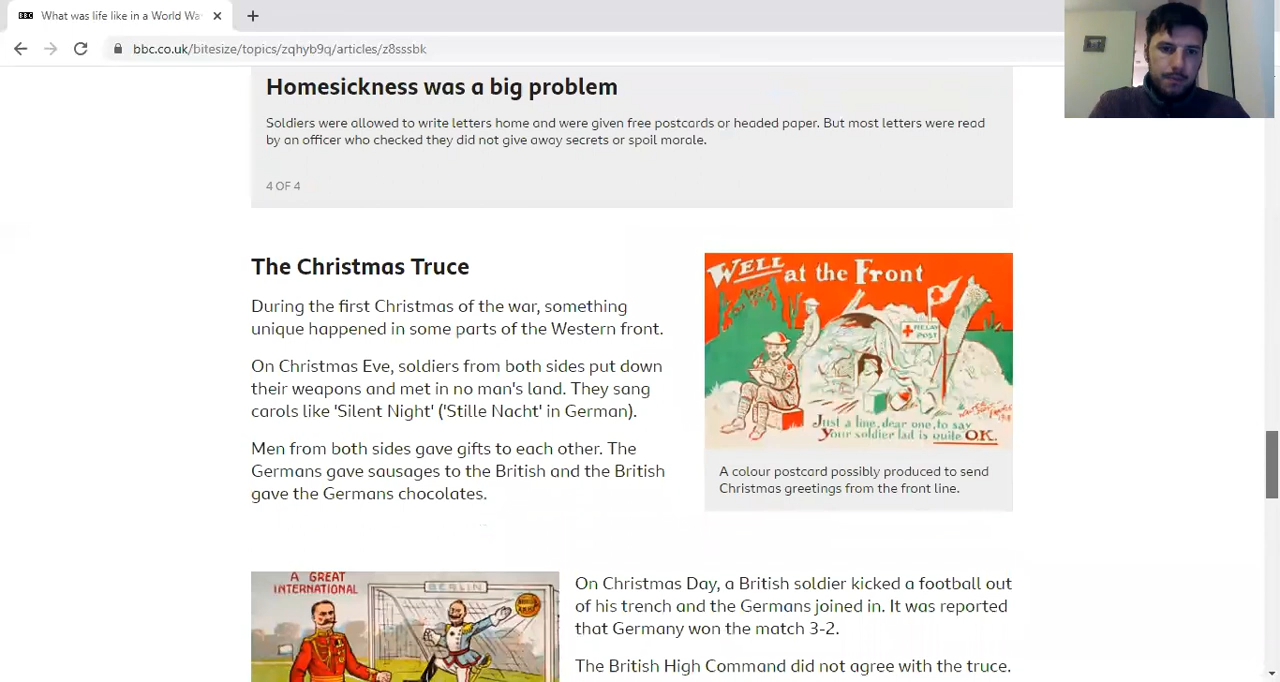 BBC What was life like in a World Wa
bbc.co.uk/bitesize/topics/zqhyb9q/articles/z8sssbk
Homesickness was a big problem
Soldiers were allowed to write letters home and were given free postcards or headed paper. But most letters were read
by an officer who checked they did not give away secrets or spoil morale.
4 OF 4
The Christmas Truce
During the first Christmas of the war, something
unique happened in some parts of the Western front.
On Christmas Eve, soldiers from both sides put down
their weapons and met in no man's land. They sang
carols like 'Silent Night' ('Stille Nacht' in German).
Men from both sides gave gifts to each other. The
Germans gave sausages to the British and the British
gave the Germans chocolates.
WELL at the Front
RELAY
POST
Just a line, dear one, to say
Your soldier lad is quite O.K.
A colour postcard possibly produced to send
Christmas greetings from the front line.
A GREAT
INTERNATIONAL
BERLIN
On Christmas Day, a British soldier kicked a football out
of his trench and the Germans joined in. It was reported
that Germany won the match 3-2.
The British High Command did not agree with the truce.